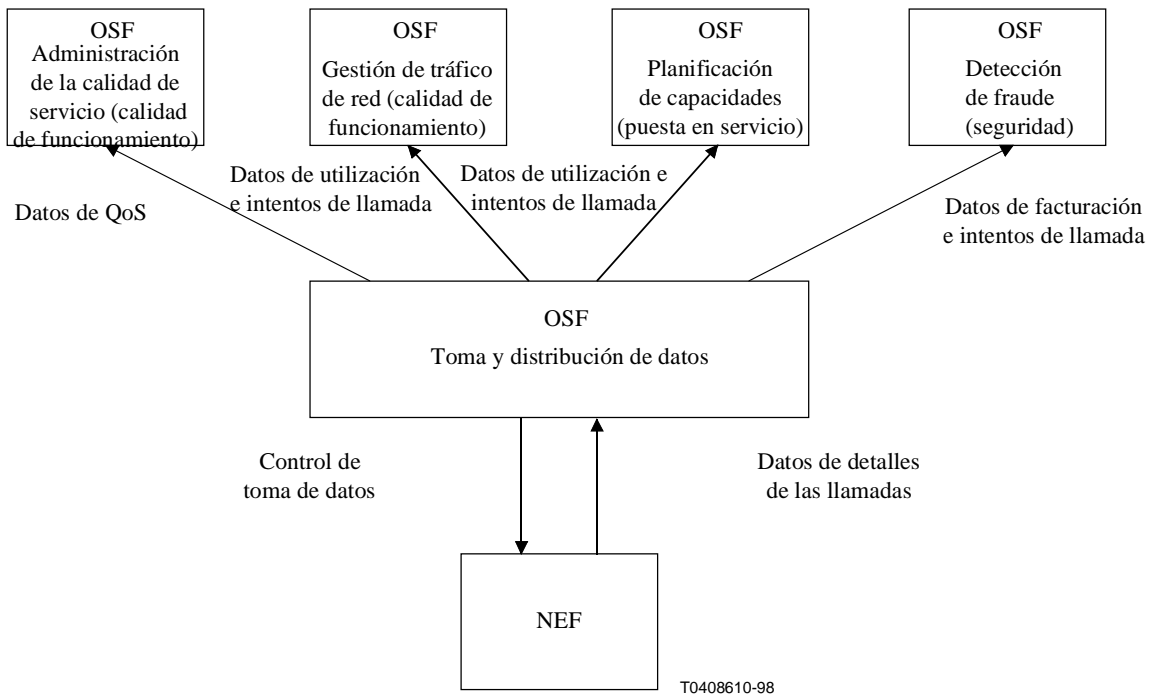 OSF
Administración
de la calidad de
servicio (calidad
de funcionamiento)
OSF
Gestión de tráfico
de red (calidad de
funcionamiento)
OSF
Planificación
de capacidades
(puesta en servicio)
OSF
Detección
de fraude
(seguridad)
Datos de QoS
Datos de utilización
e intentos de llamada
Datos de utilización e
intentos de llamada
Datos de facturación
e intentos de llamada
OSF
Toma y distribución de datos
Control de
toma de datos
Datos de detalles
de las llamadas
NEF
T0408610-98